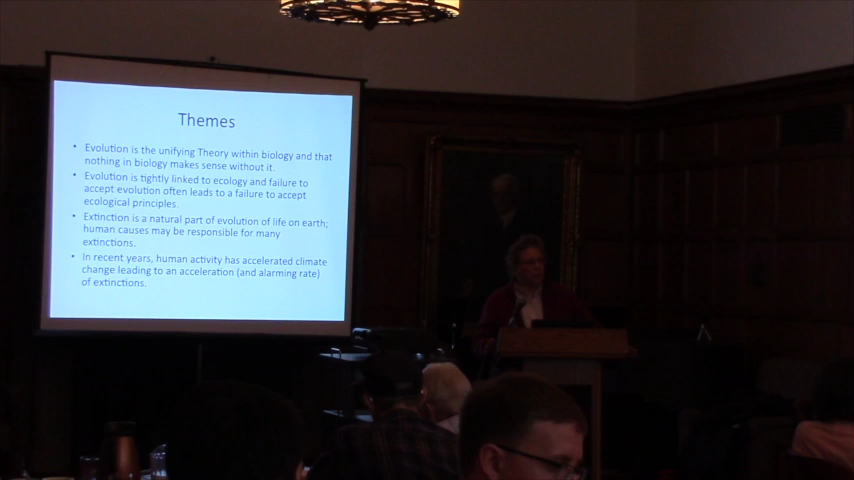 Themes
• Evolution is the unifying Theory within biology and that
nothing in biology makes sense without it.
• Evolution is tightly linked to ecology and failure to
accept evolution often leads to a failure to accept
ecological principles.
• Extinction is a natural part of evolution of life on earth;
human causes may be responsible for many
extinctions.
• In recent years, human activity has accelerated climate
change leading to an acceleration (and alarming rate)
of extinctions.